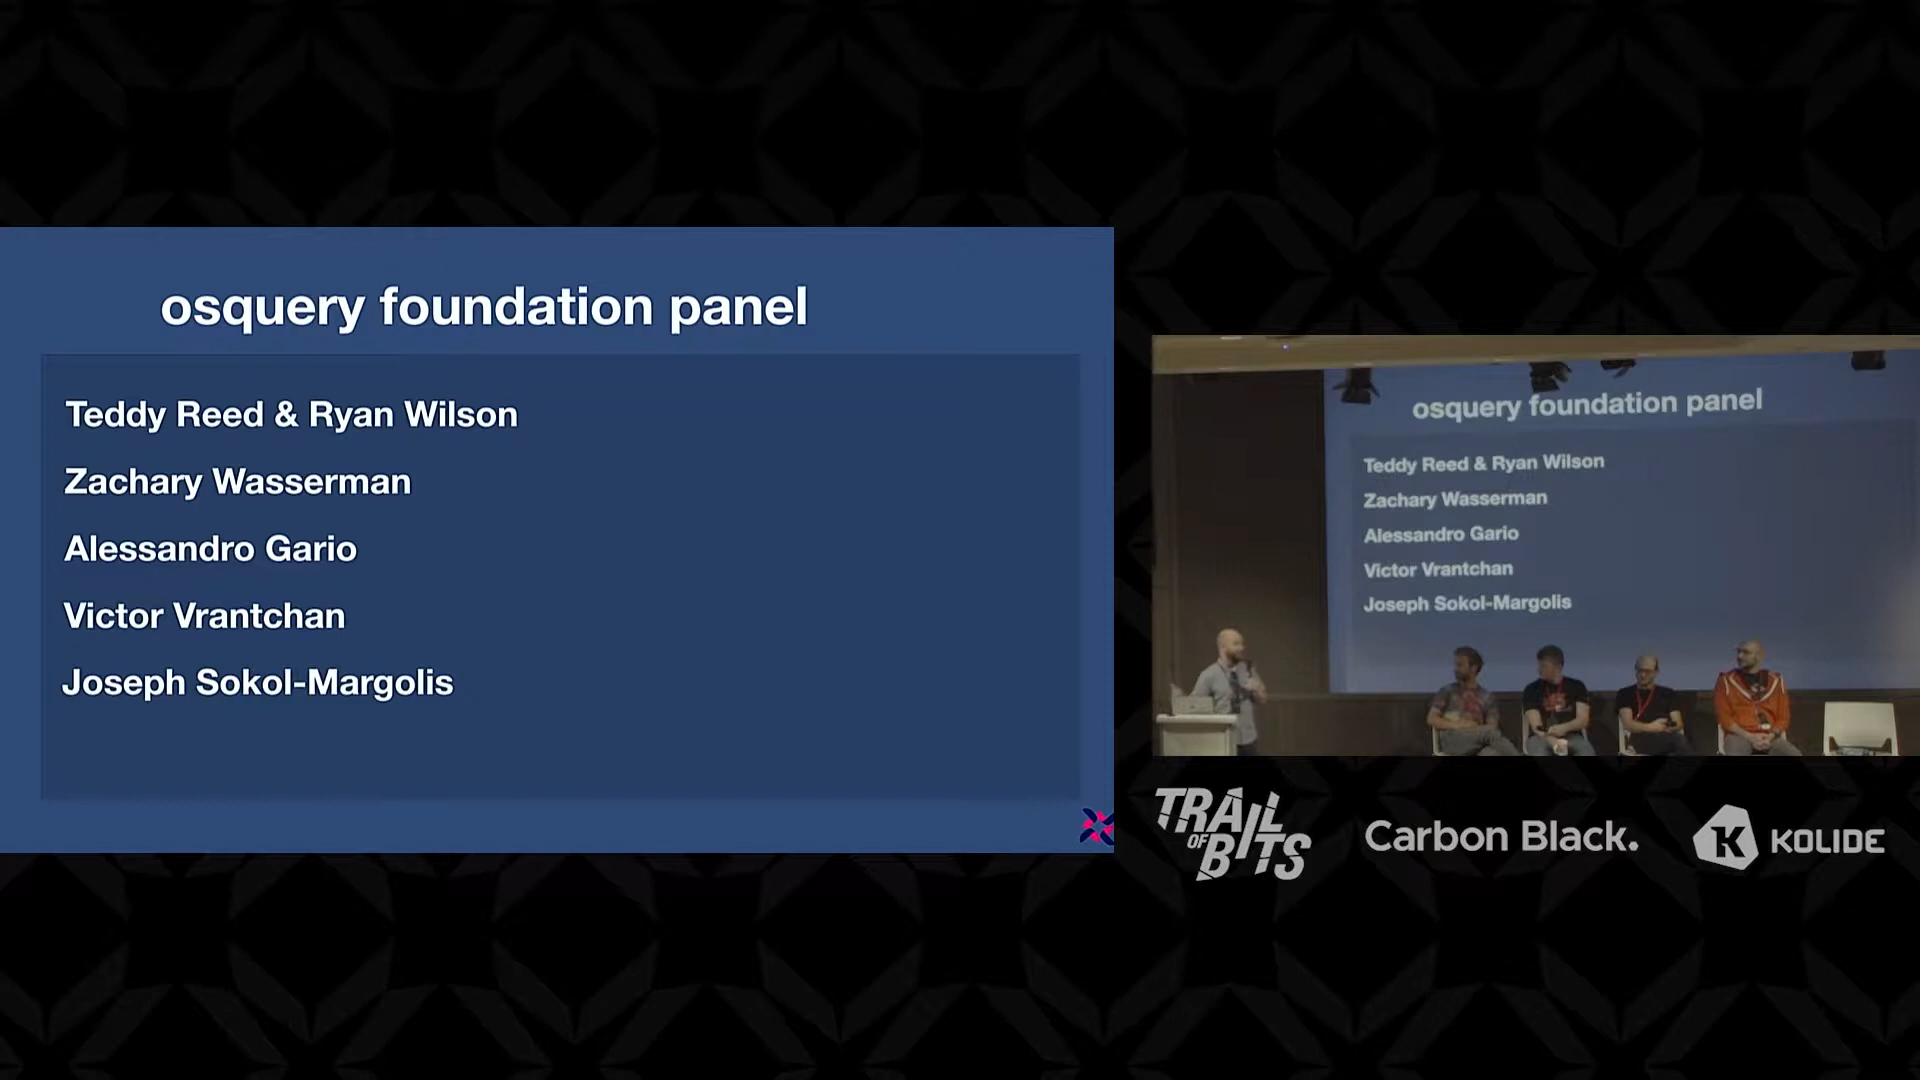 osquery foundation panel
Teddy Reed & Ryan Wilson
Zachary Wasserman
Alessandro Gario
Victor Vrantchan
Joseph Sokol-Margolis
osquery foundation panel
Teddy Reed & Ryan Wilson
Zachary Wasserman
Alessandro Gario
Victor Vrantchan
Joseph Sokol-Margolis
TRAIL OF BITS
Carbon Black.
K KOLIDE